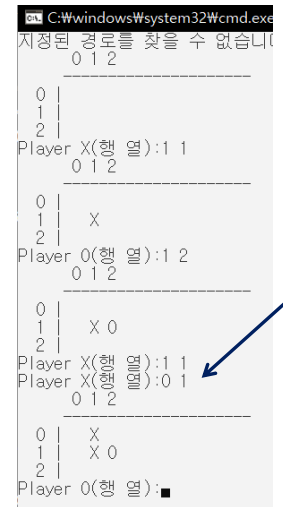 C:₩windows₩system32₩cmd.exe
지정된 경로를 찾을 수 없습니
0 1 2
--------------------
0 |
1 |
2 |
Player X(행 열):1 1
0 1 2
--------------------
0 |
1 | X
2 |
Player O(행 열):1 2
0 1 2
--------------------
0 |
1 | X O
2 |
Player X(행 열):1 1
Player X(행 열):0 1
0 1 2
--------------------
0 | X
1 | X O
2 |
Player O(행 열):